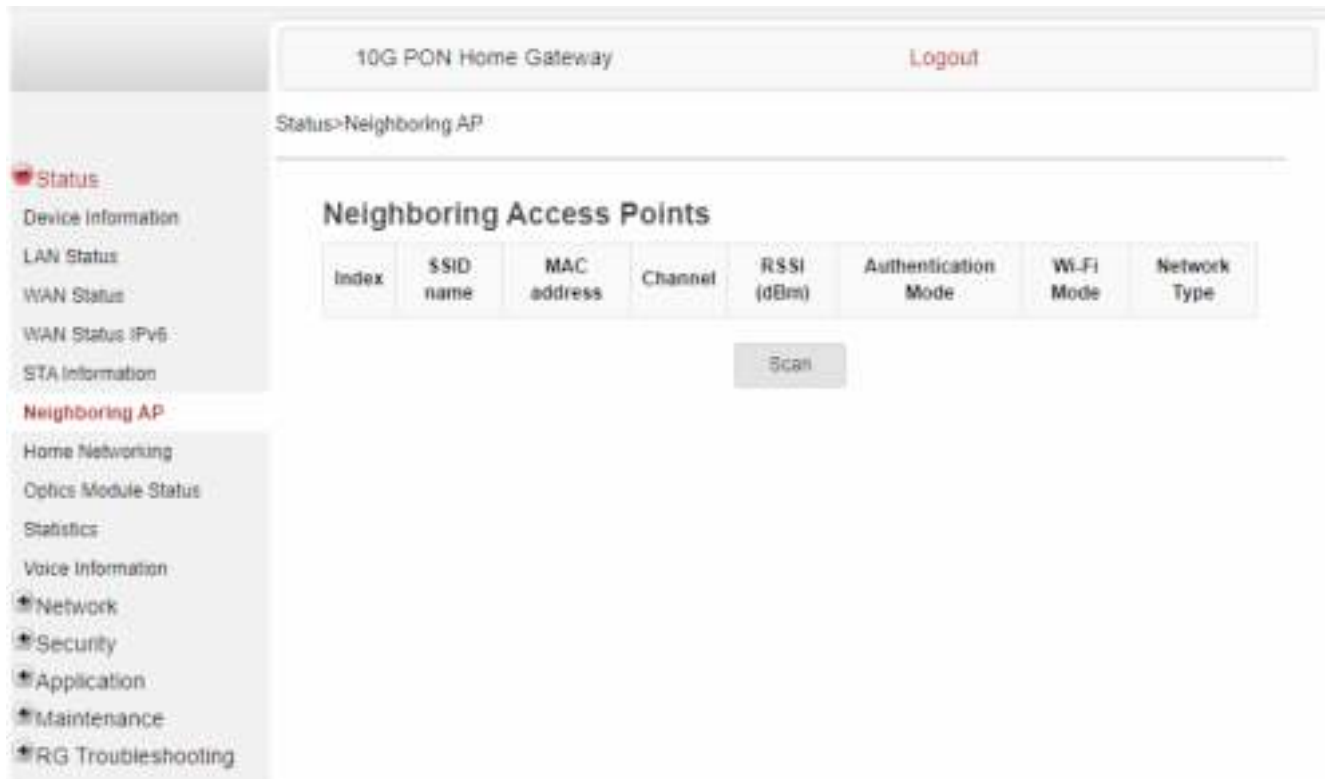 10G PON Home Gateway
Logout
Status>Neighboring AP
Status
Device Information
LAN Status
WAN Status
WAN Status IPv6
STA Information
Neighboring AP
Home Networking
Optics Module Status
Statistics
Voice Information
Network
Security
Application
Maintenance
RG Troubleshooting
Neighboring Access Points
Index
SSID
name
MAC
address
Channel
RSSI
(dBm)
Authentication
Mode
Wi-Fi
Mode
Network
Type
Scan